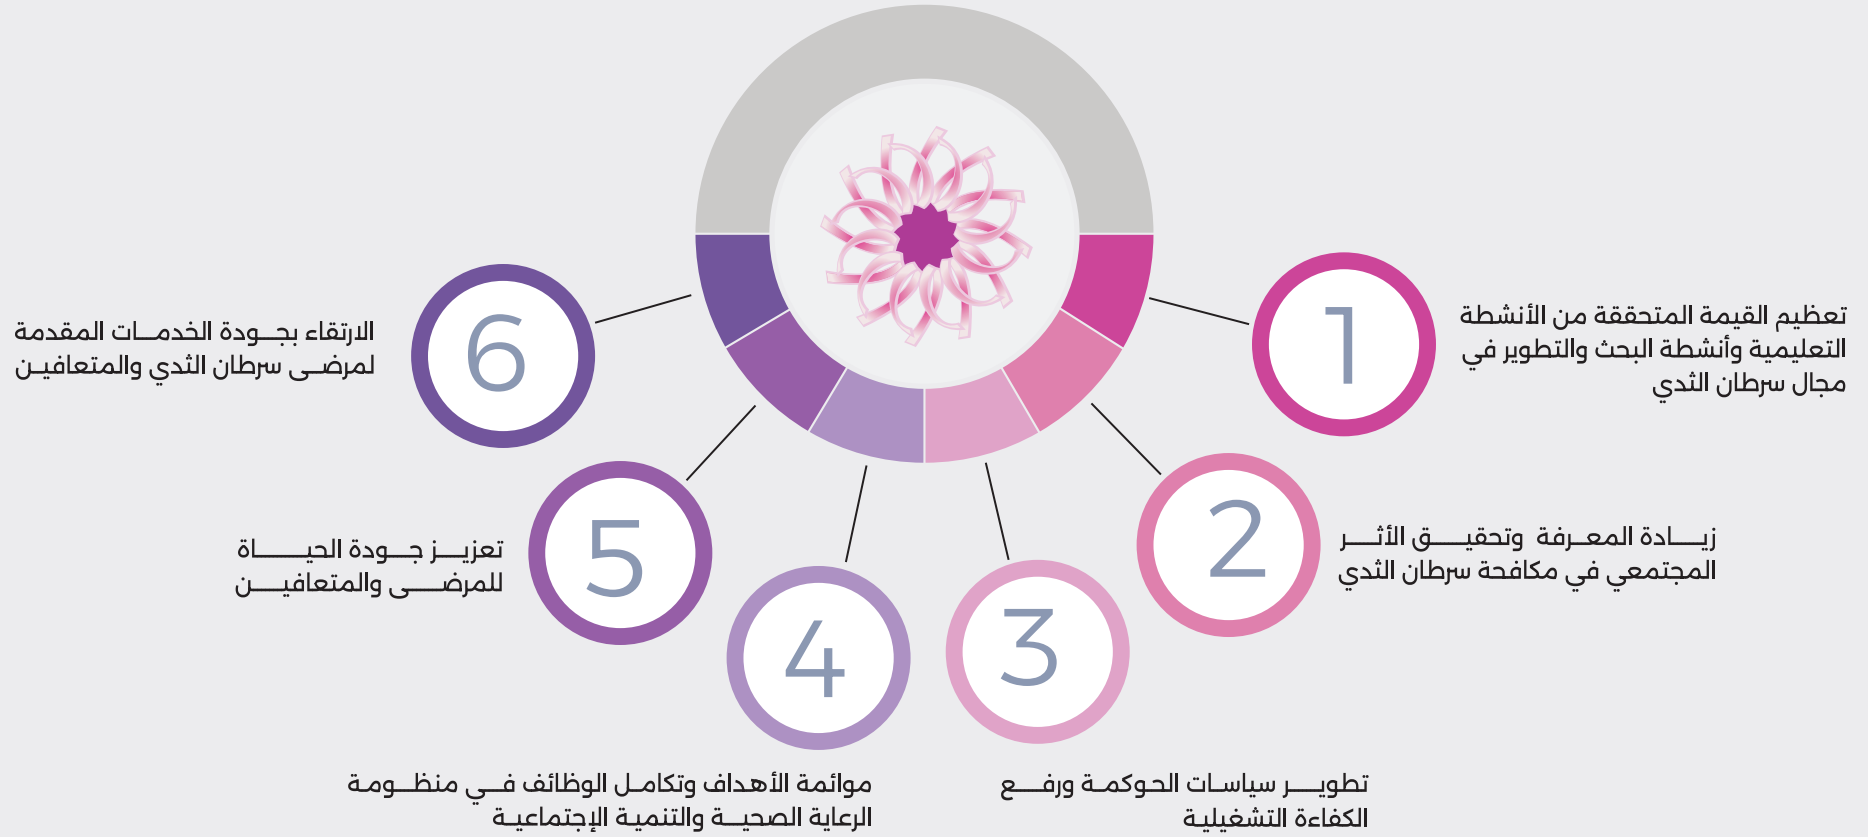 1
تعظيم القيمة المتحققة من الأنشطة
التعليمية وأنشطة البحث والتطوير في
مجال سرطان الثدي
2
زيادة المعرفة وتحقيق الأثر
المجتمعي في مكافحة سرطان الثدي
3
تطوير سياسات الحوكمة ورفع
الكفاءة التشغيلية
4
موائمة الأهداف وتكامل الوظائف في منظومة
الرعاية الصحية والتنمية الإجتماعية
5
تعزيز جودة الحياة
للمرضى والمتعافين
6
الارتقاء بجودة الخدمات المقدمة
لمرضى سرطان الثدي والمتعافين